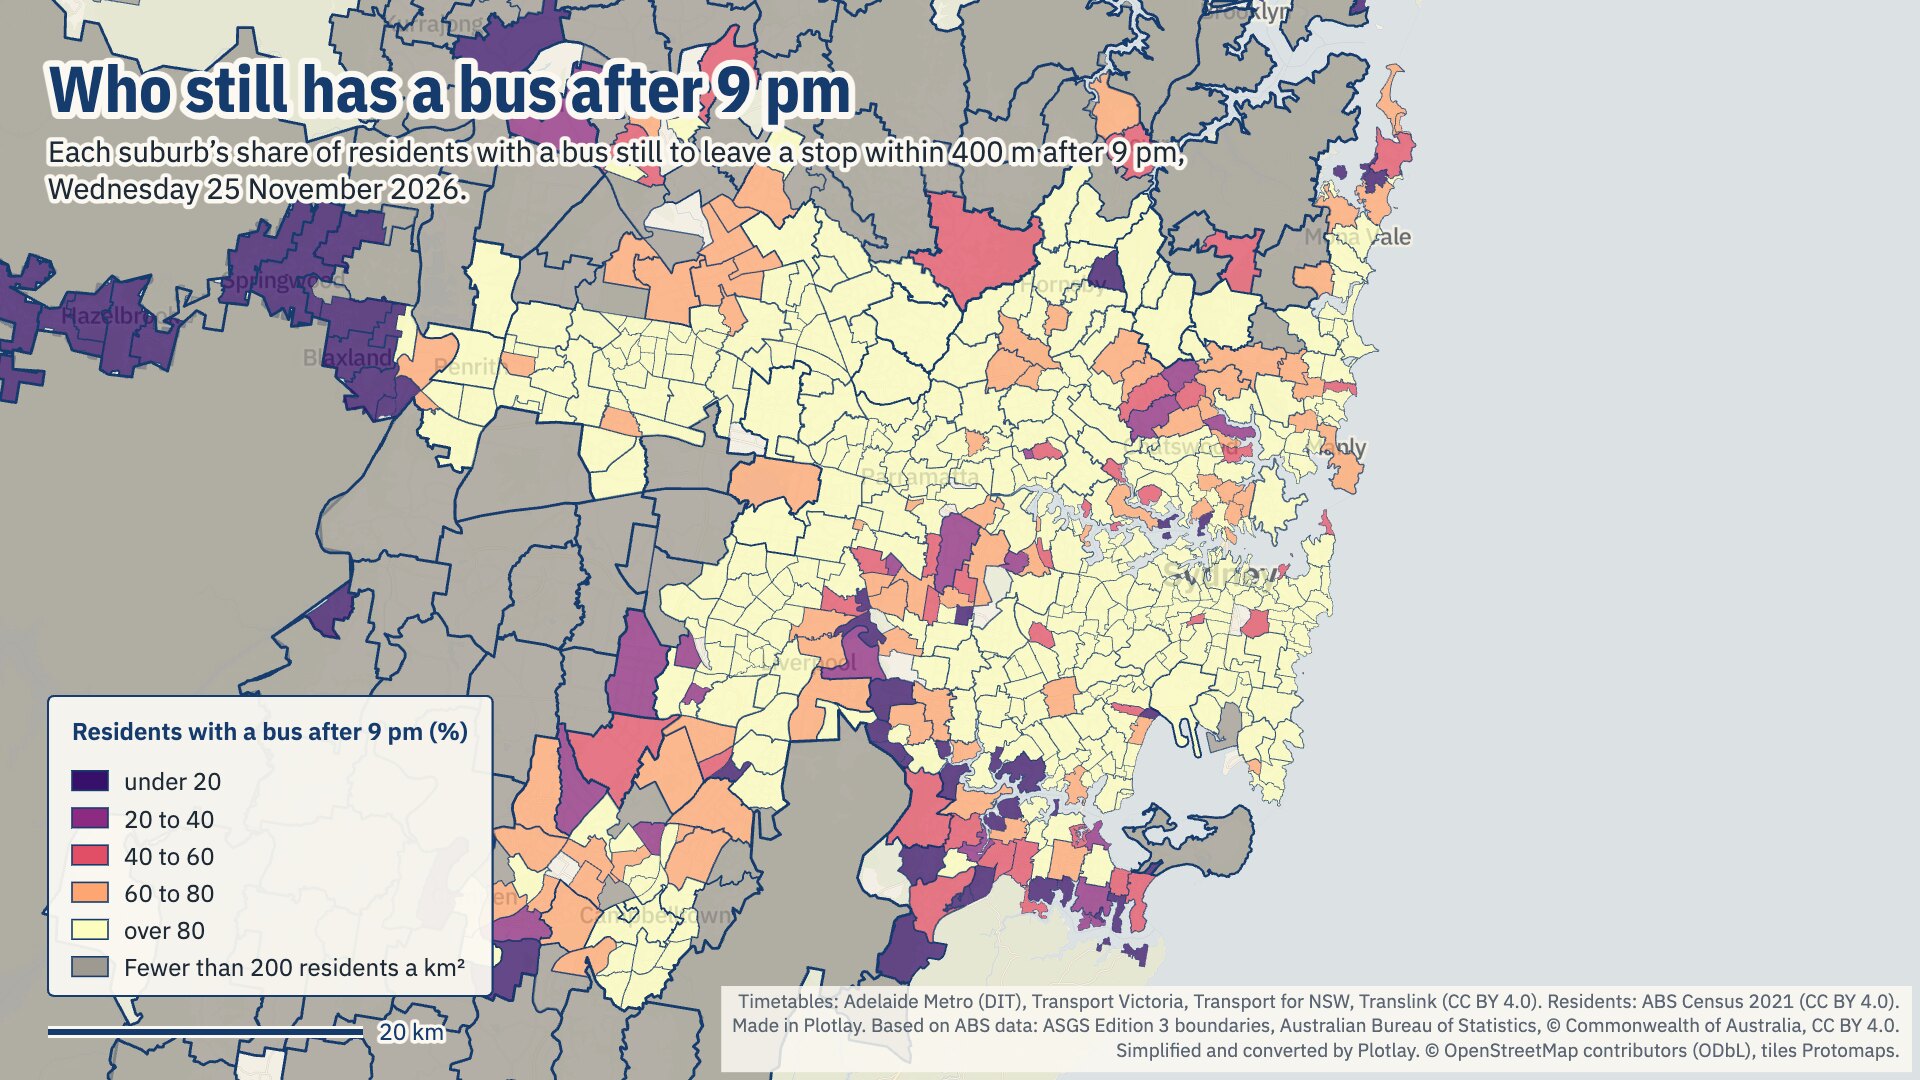 Kurrajong
Brooklyn
Who still has a bus after 9 pm
Each suburb’s share of residents with a bus still to leave a stop within 400 m after 9 pm,
Wednesday 25 November 2026.
Mona Vale
Springwood
Hornsby
Hazelbrook
Blaxland
Penrith
Chatswood
Manly
Parramatta
Sydney
Liverpool
Residents with a bus after 9 pm (%)
under 20
20 to 40
40 to 60
60 to 80
over 80
Fewer than 200 residents a km²
Campbelltown
20 km
Timetables: Adelaide Metro (DIT), Transport Victoria, Transport for NSW, Translink (CC BY 4.0). Residents: ABS Census 2021 (CC BY 4.0).
Made in Plotlay. Based on ABS data: ASGS Edition 3 boundaries, Australian Bureau of Statistics, © Commonwealth of Australia, CC BY 4.0.
Simplified and converted by Plotlay. © OpenStreetMap contributors (ODbL), tiles Protomaps.